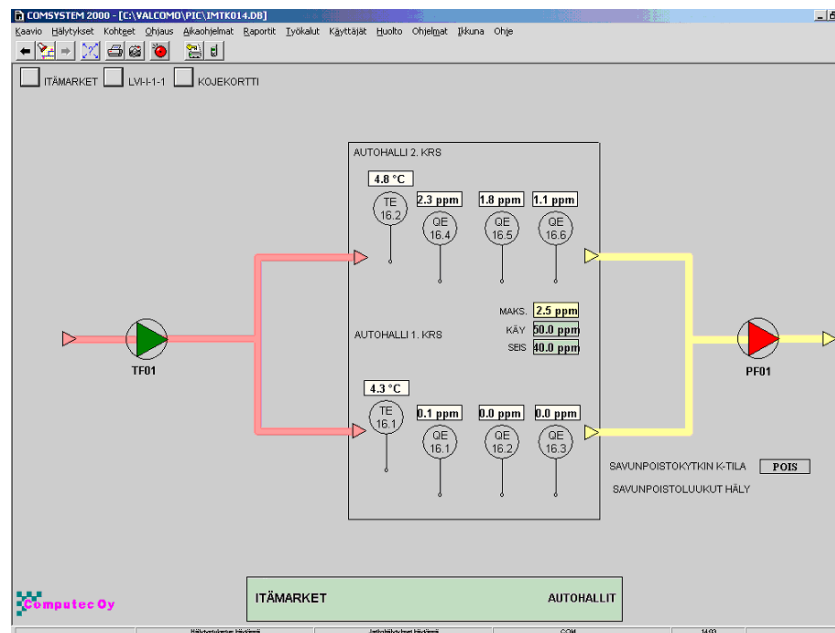 COMSYSTEM 2000 - [C:\VALCOMO\PIC\IMTK014.DB]
Kaavio Hälytykset Kohteet Ohjaus Aikaohjelmat Raportit Työkalut Käyttäjät Huolto Ohjelmat Ikkuna Ohje
ITÄMARKET LVI-I-1-1 KOJEKORTTI
AUTOHALLI 2. KRS
4.8 °C 2.3 ppm 1.8 ppm 1.1 ppm
TE 16.2
QE 16.4
QE 16.5
QE 16.6
MAKS. 2.5 ppm
KÄY 50.0 ppm
SEIS 40.0 ppm
AUTOHALLI 1. KRS
TF01
PF01
4.3 °C 0.1 ppm 0.0 ppm 0.0 ppm
TE 16.1
QE 16.1
QE 16.2
QE 16.3
SAVUNPOISTOKYTKIN K-TILA POIS
SAVUNPOISTOLUUKUT HÄLY
ITÄMARKET AUTOHALLIT
Computec Oy